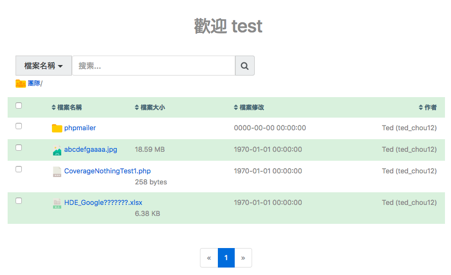 歡迎 test
檔案名稱 搜索...
團隊/
檔案名稱 檔案大小 檔案修改 作者
phpmailer 0000-00-00 00:00:00 Ted (ted_chou12)
abcdefgaaaa.jpg 18.59 MB 1970-01-01 00:00:00 Ted (ted_chou12)
CoverageNothingTest1.php 1970-01-01 00:00:00 Ted (ted_chou12)
258 bytes
HDE_Google???????.xlsx 1970-01-01 00:00:00 Ted (ted_chou12)
6.38 KB
« 1 »